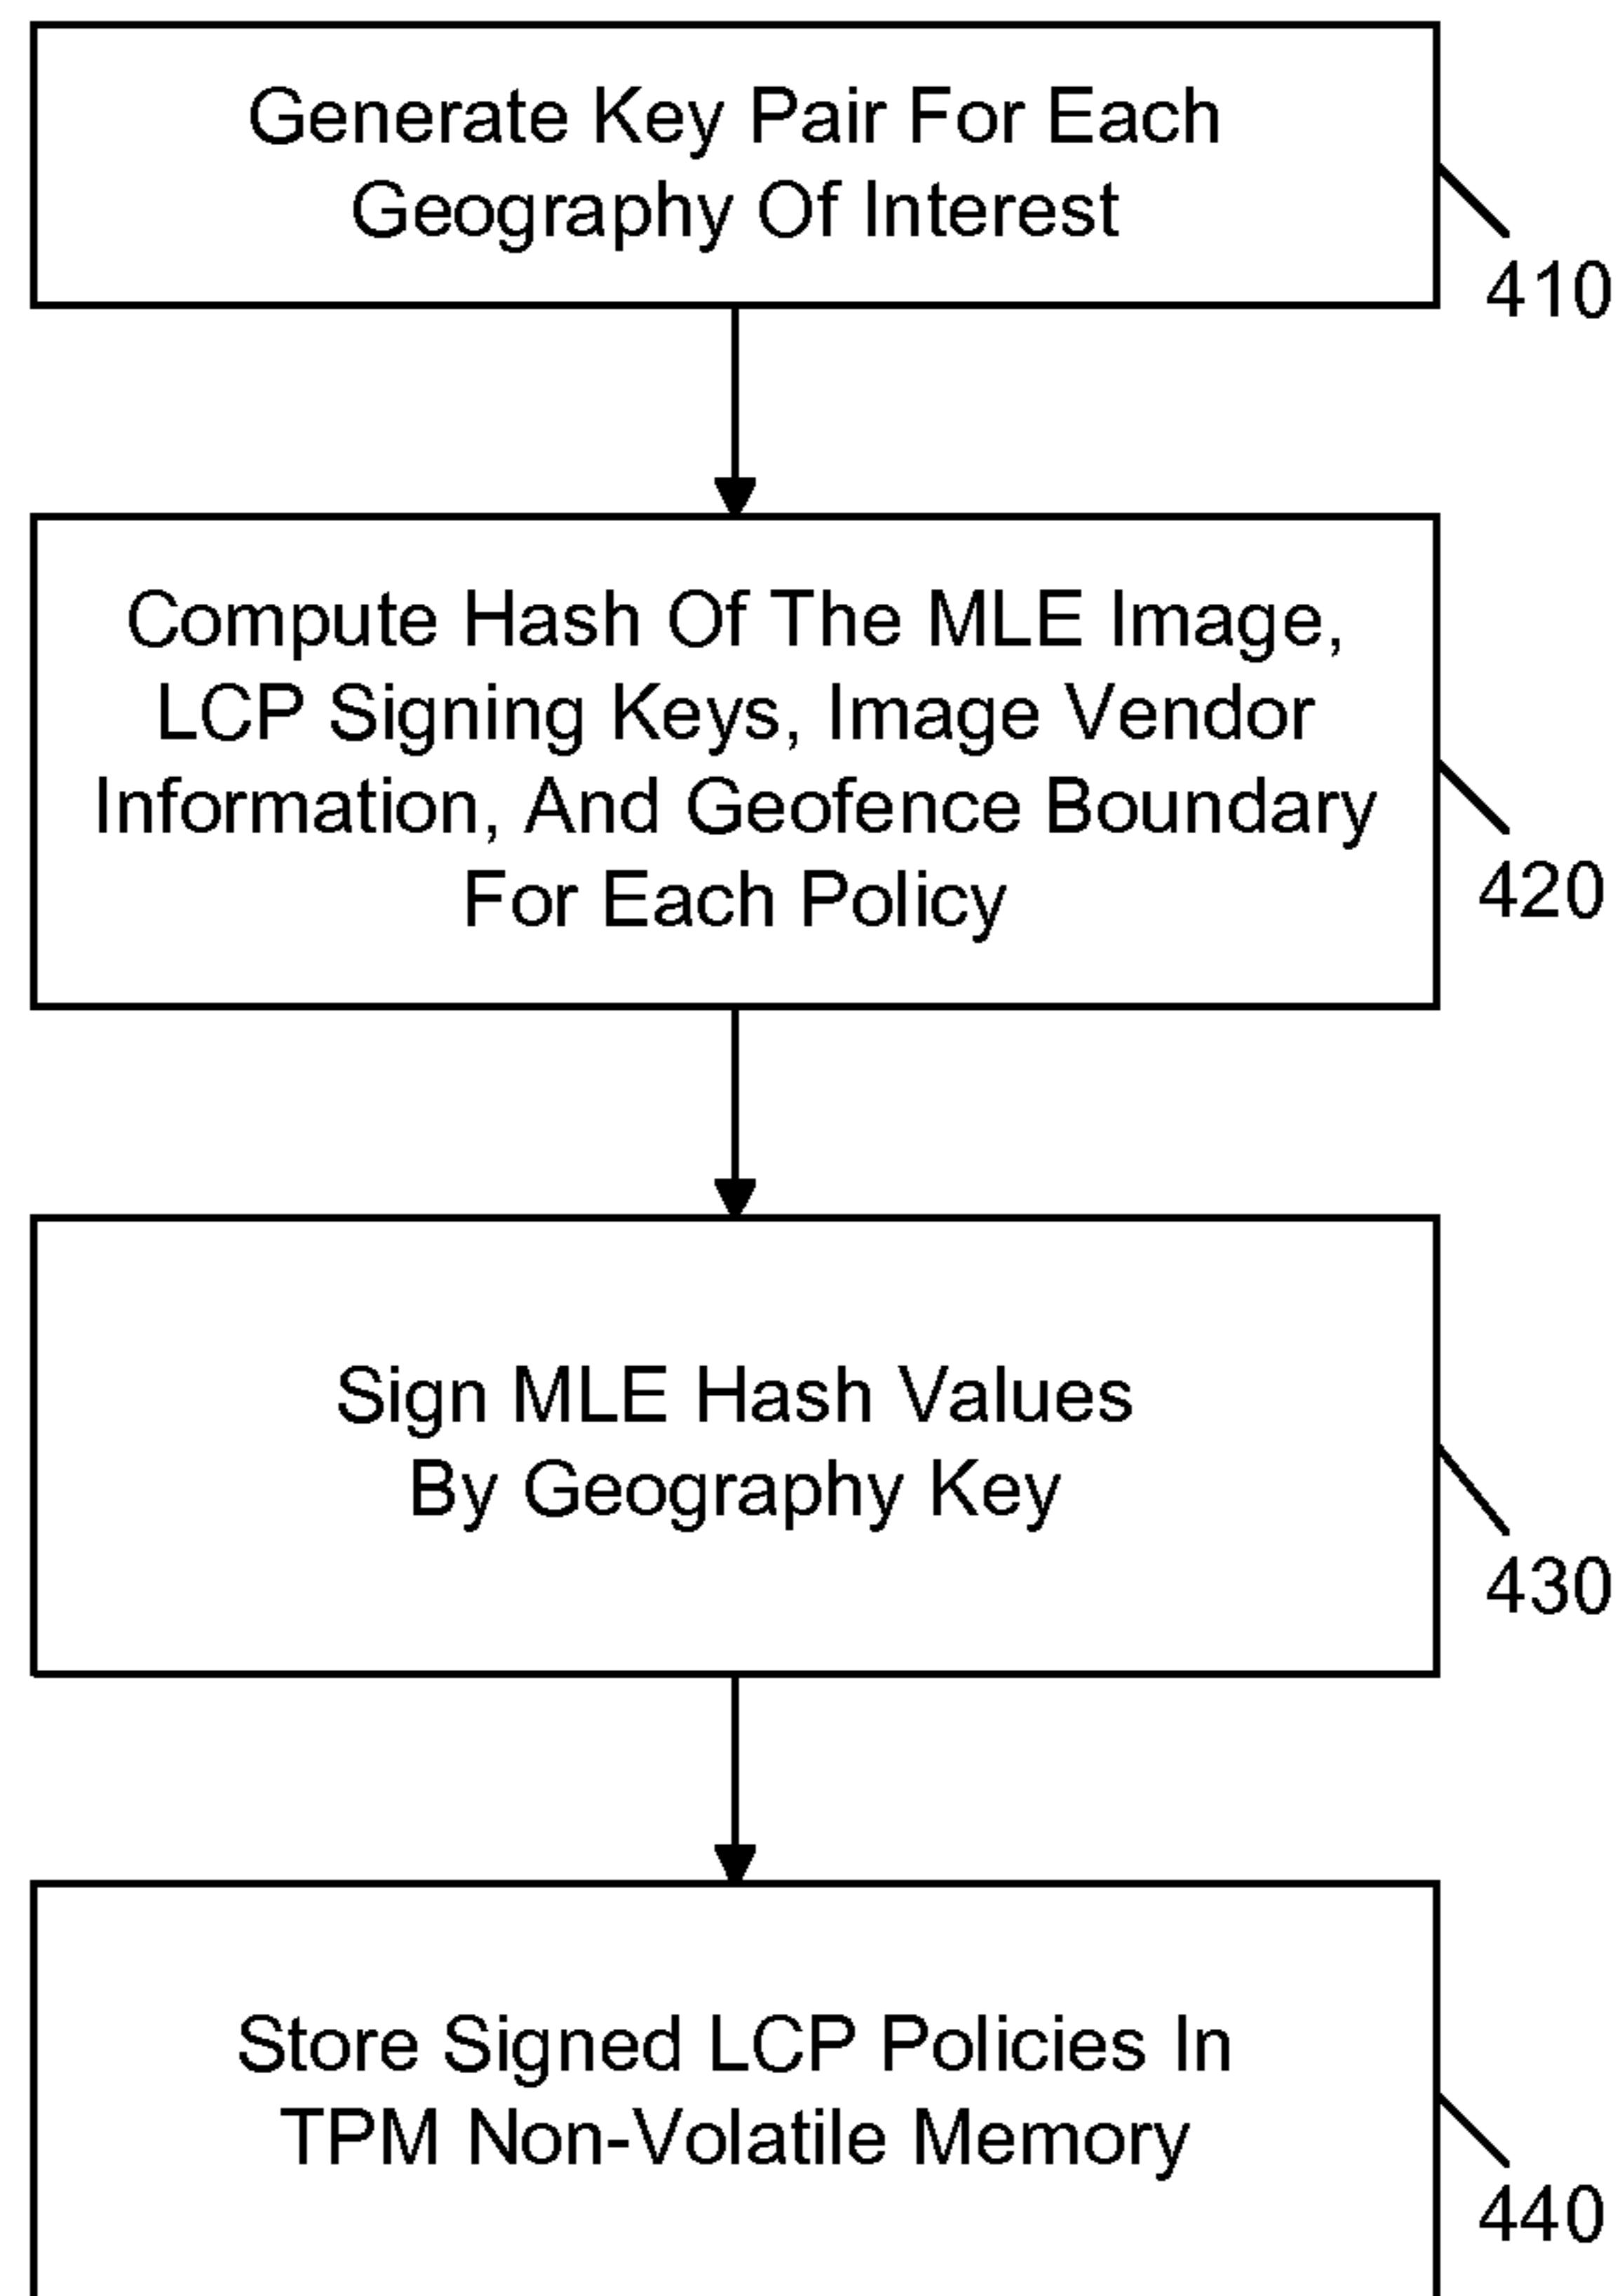 Generate Key Pair For Each
Geography Of Interest
410
Compute Hash Of The MLE Image,
LCP Signing Keys, Image Vendor
Information, And Geofence Boundary
For Each Policy
420
Sign MLE Hash Values
By Geography Key
430
Store Signed LCP Policies In
TPM Non-Volatile Memory
440